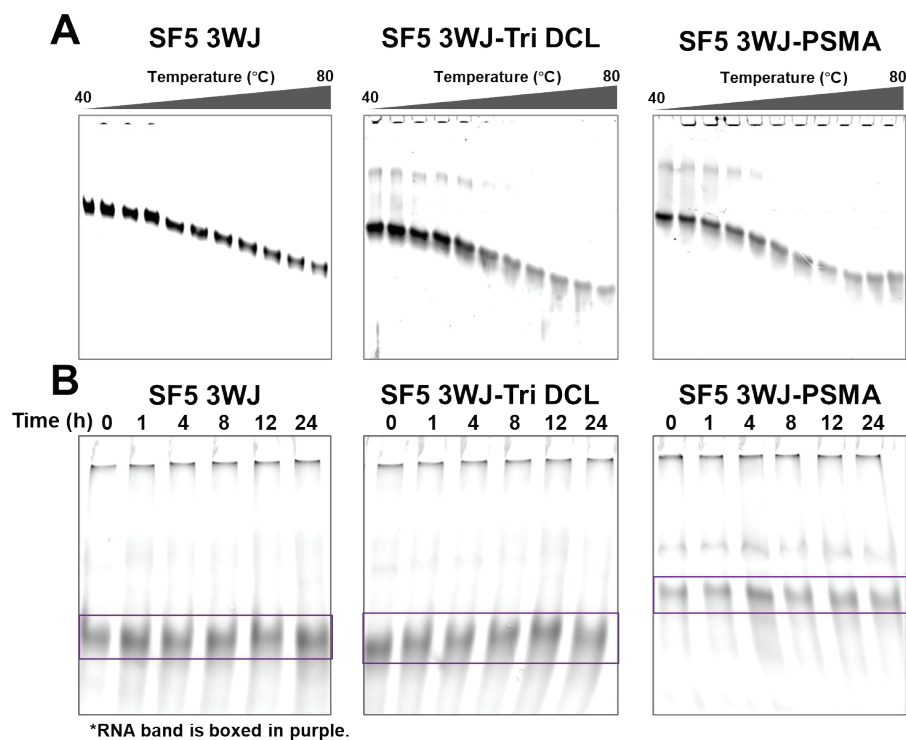 A
SF5 3WJ
SF5 3WJ-Tri DCL
SF5 3WJ-PSMA
Temperature (°C)
40
80
Temperature (°C)
40
80
Temperature (°C)
40
80
B
SF5 3WJ
SF5 3WJ-Tri DCL
SF5 3WJ-PSMA
Time (h) 0 1 4 8 12 24
0 1 4 8 12 24
0 1 4 8 12 24
*RNA band is boxed in purple.